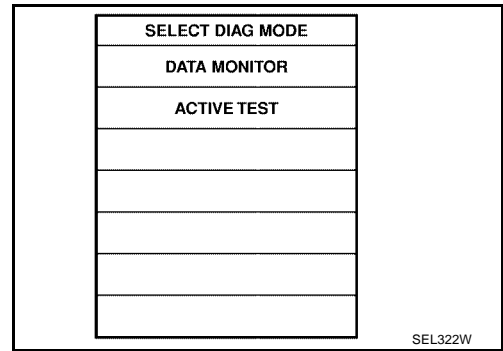 SELECT DIAG MODE
DATA MONITOR
ACTIVE TEST
SEL322W